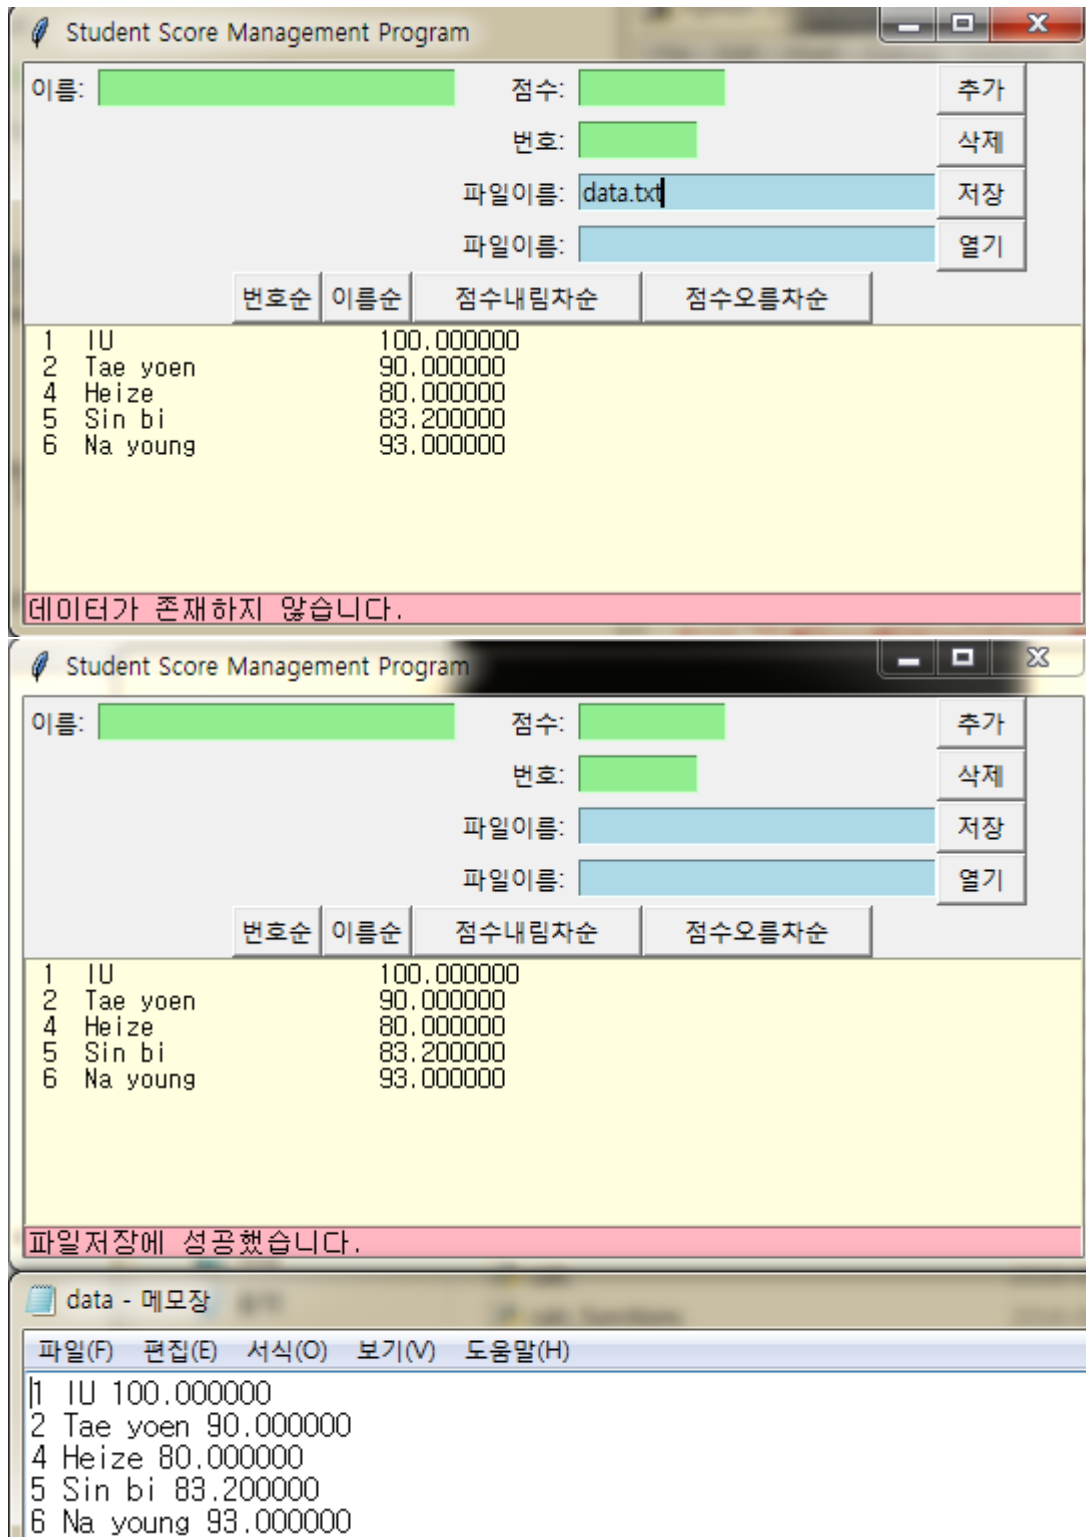 Student Score Management Program
이름: 점수: 추가
번호: 삭제
파일이름: data.txt 저장
파일이름: 열기
번호순 이름순 점수내림차순 점수오름차순
1 IU 100.000000
2 Tae yoen 90.000000
4 Heize 80.000000
5 Sin bi 83.200000
6 Na young 93.000000
데이터가 존재하지 않습니다.
Student Score Management Program
이름: 점수: 추가
번호: 삭제
파일이름: 저장
파일이름: 열기
번호순 이름순 점수내림차순 점수오름차순
1 IU 100.000000
2 Tae yoen 90.000000
4 Heize 80.000000
5 Sin bi 83.200000
6 Na young 93.000000
파일저장에 성공했습니다.
data - 메모장
파일(F) 편집(E) 서식(O) 보기(V) 도움말(H)
1 IU 100.000000
2 Tae yoen 90.000000
4 Heize 80.000000
5 Sin bi 83.200000
6 Na young 93.000000